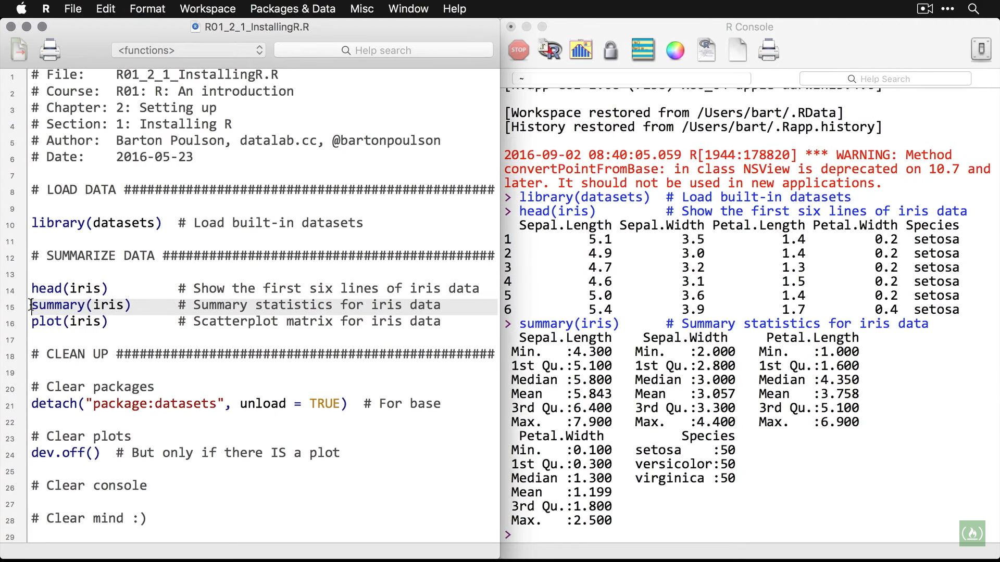 R File Edit Format Workspace Packages & Data Misc Window Help
R01_2_1_InstallingR.R
<functions>
Help search
1 # File:    R01_2_1_InstallingR.R
2 # Course:  R01: R: An introduction
3 # Chapter: 2: Setting up
4 # Section: 1: Installing R
5 # Author:  Barton Poulson, datalab.cc, @bartonpoulson
6 # Date:    2016-05-23
7
8 # LOAD DATA ################################################
9
10 library(datasets)  # Load built-in datasets
11
12 # SUMMARIZE DATA ###########################################
13
14 head(iris)         # Show the first six lines of iris data
15 summary(iris)      # Summary statistics for iris data
16 plot(iris)         # Scatterplot matrix for iris data
17
18 # CLEAN UP #################################################
19
20 # Clear packages
21 detach("package:datasets", unload = TRUE)  # For base
22
23 # Clear plots
24 dev.off()  # But only if there IS a plot
25
26 # Clear console
27
28 # Clear mind :)
29
R Console
STOP
~
Help Search
[Workspace restored from /Users/bart/.RData]
[History restored from /Users/bart/.Rapp.history]
2016-09-02 08:40:05.059 R[1944:178820] *** WARNING: Method
convertPointFromBase: in class NSView is deprecated on 10.7 and
later. It should not be used in new applications.
> library(datasets)  # Load built-in datasets
> head(iris)         # Show the first six lines of iris data
  Sepal.Length Sepal.Width Petal.Length Petal.Width Species
1          5.1         3.5          1.4         0.2  setosa
2          4.9         3.0          1.4         0.2  setosa
3          4.7         3.2          1.3         0.2  setosa
4          4.6         3.1          1.5         0.2  setosa
5          5.0         3.6          1.4         0.2  setosa
6          5.4         3.9          1.7         0.4  setosa
> summary(iris)      # Summary statistics for iris data
  Sepal.Length    Sepal.Width     Petal.Length
 Min.   :4.300   Min.   :2.000   Min.   :1.000
 1st Qu.:5.100   1st Qu.:2.800   1st Qu.:1.600
 Median :5.800   Median :3.000   Median :4.350
 Mean   :5.843   Mean   :3.057   Mean   :3.758
 3rd Qu.:6.400   3rd Qu.:3.300   3rd Qu.:5.100
 Max.   :7.900   Max.   :4.400   Max.   :6.900
  Petal.Width          Species
 Min.   :0.100   setosa    :50
 1st Qu.:0.300   versicolor:50
 Median :1.300   virginica :50
 Mean   :1.199
 3rd Qu.:1.800
 Max.   :2.500
>